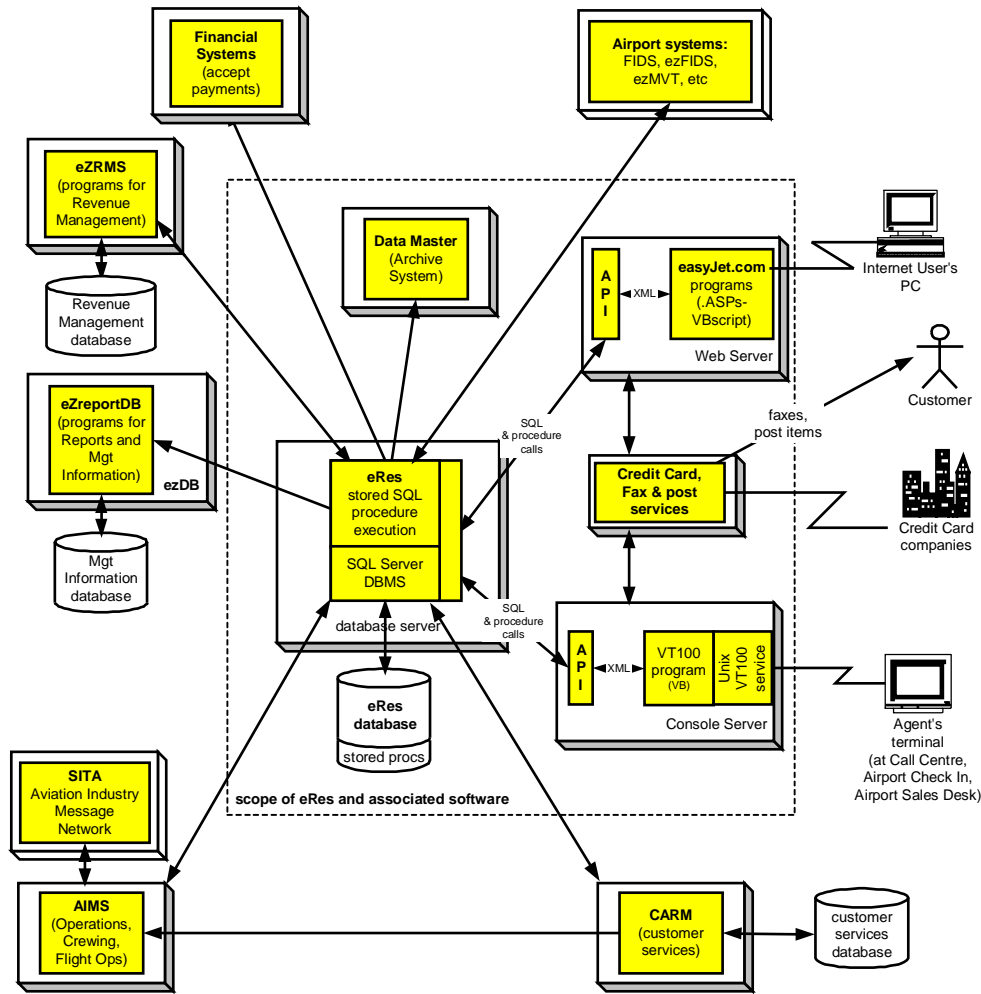 Financial
Systems
(accept
payments)
Airport systems:
FIDS, ezFIDS,
ezMVT, etc
eZRMS
(programs for
Revenue
Management)
Revenue
Management
database
Data Master
(Archive
System)
A
P
I
XML
easyJet.com
programs
(.ASPs-
VBscript)
Web Server
Internet User's
PC
Customer
faxes,
post items
eZreportDB
(programs for
Reports and
Mgt
Information)
ezDB
Mgt
Information
database
SQL
& procedure
calls
eRes
stored SQL
procedure
execution
SQL Server
DBMS
database server
Credit Card,
Fax & post
services
Credit Card
companies
SQL
& procedure
calls
A
P
I
XML
VT100
program
(VB)
Unix
VT100
service
Console Server
Agent's
terminal
(at Call Centre,
Airport Check In,
Airport Sales Desk)
eRes
database
stored procs
scope of eRes and associated software
SITA
Aviation Industry
Message
Network
AIMS
(Operations,
Crewing,
Flight Ops)
CARM
(customer
services)
customer
services
database